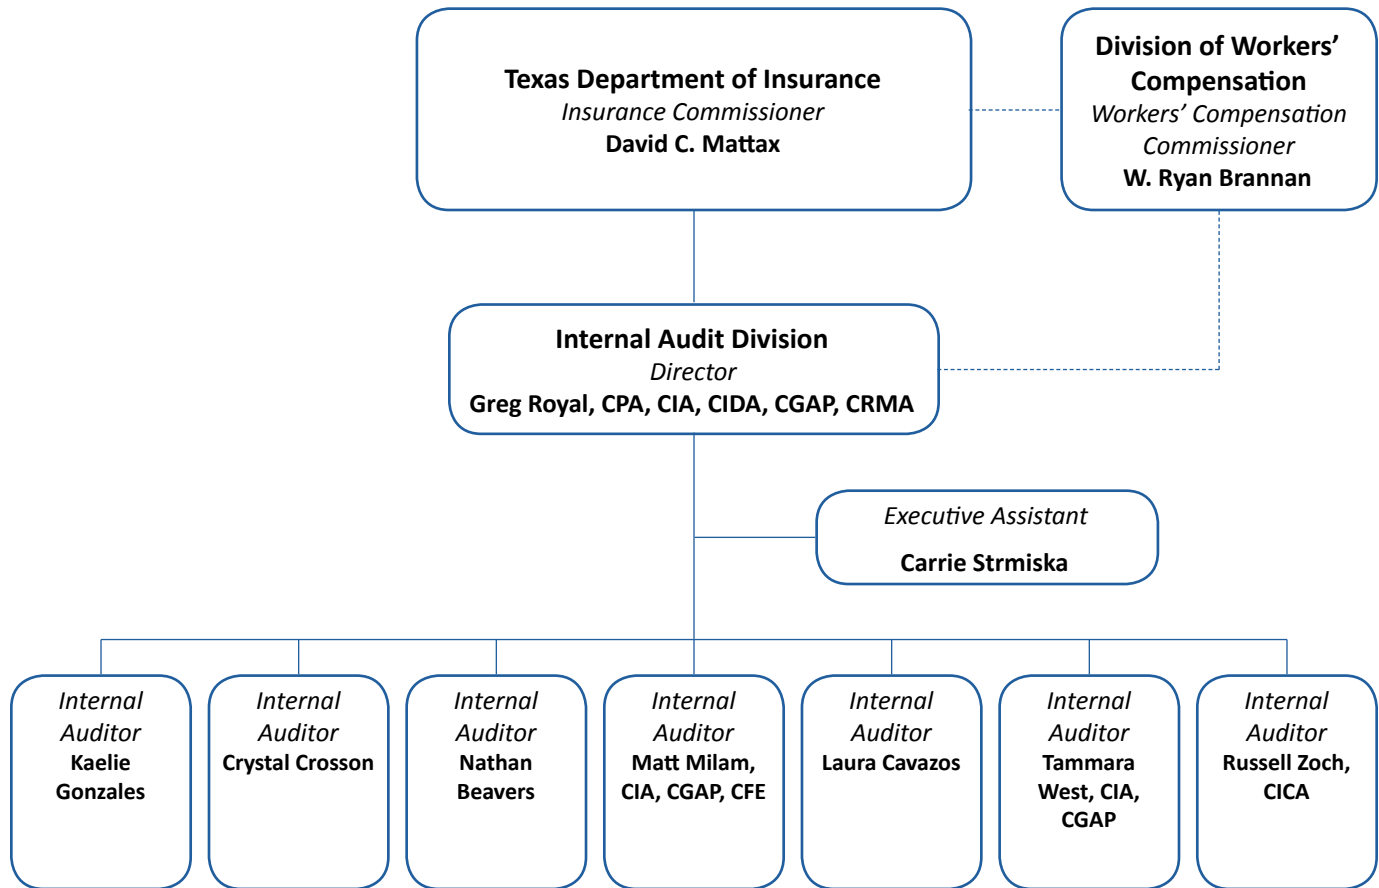 Texas Department of Insurance
Insurance Commissioner
David C. Mattax
Division of Workers’
Compensation
Workers’ Compensation
Commissioner
W. Ryan Brannan
Internal Audit Division
Director
Greg Royal, CPA, CIA, CIDA, CGAP, CRMA
Executive Assistant
Carrie Strmiska
Internal
Auditor
Kaelie
Gonzales
Internal
Auditor
Crystal Crosson
Internal
Auditor
Nathan
Beavers
Internal
Auditor
Matt Milam,
CIA, CGAP, CFE
Internal
Auditor
Laura Cavazos
Internal
Auditor
Tammara
West, CIA,
CGAP
Internal
Auditor
Russell Zoch,
CICA